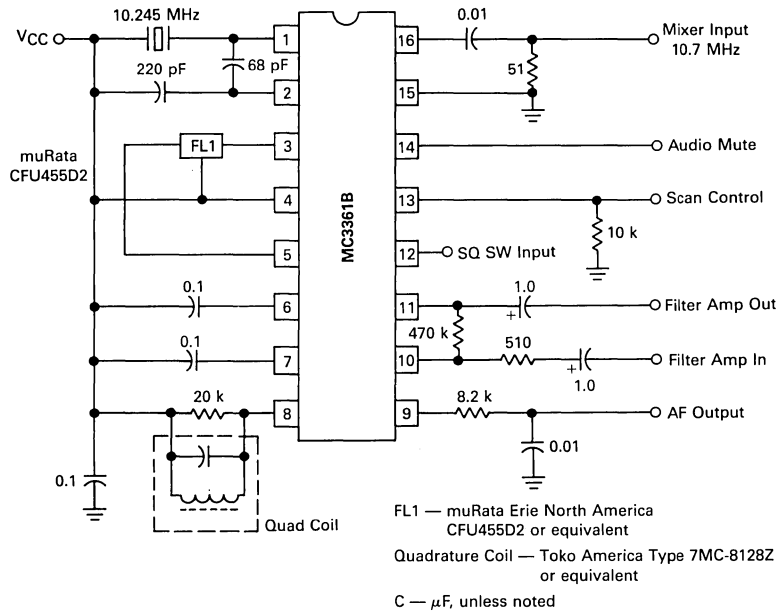 10.245 MHz
VCC
68 pF
220 pF
muRata
CFU455D2
FL1
0.1
0.1
20 k
0.1
Quad Coil
1
2
3
4
5
6
7
8
MC3361B
16
15
14
13
12
11
10
9
0.01
Mixer Input
10.7 MHz
51
Audio Mute
Scan Control
10 k
SQ SW Input
1.0
+
Filter Amp Out
470 k
510
Filter Amp In
+
1.0
8.2 k
AF Output
0.01
FL1 — muRata Erie North America
CFU455D2 or equivalent
Quadrature Coil — Toko America Type 7MC-8128Z
or equivalent
C — μF, unless noted